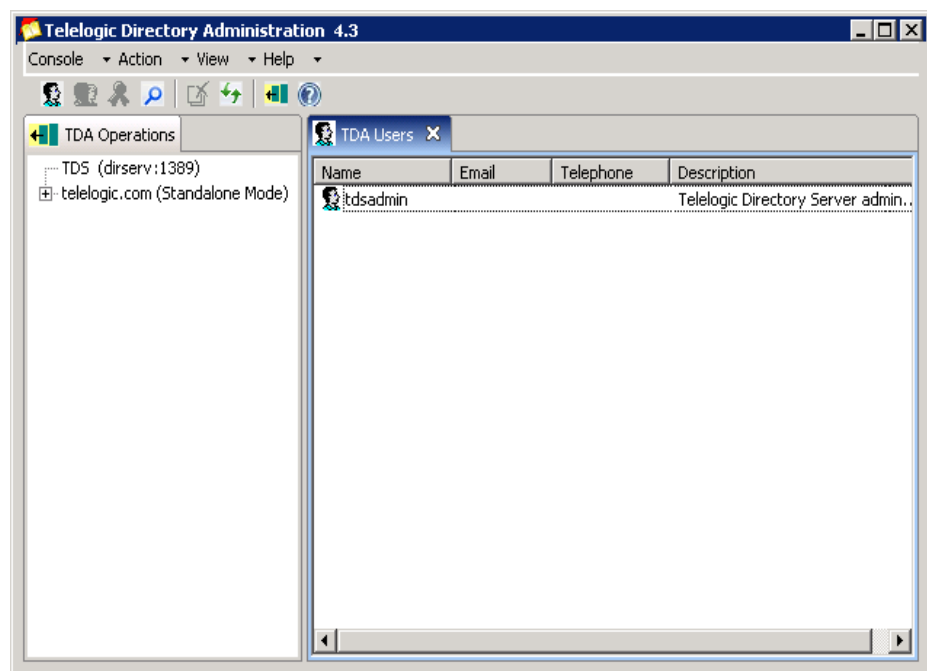 Telelogic Directory Administration 4.3
Console Action View Help
TDA Operations
TDA Users
TDS (dirserv:1389)
telelogic.com (Standalone Mode)
Name Email Telephone Description
tdsadmin Telelogic Directory Server admin..